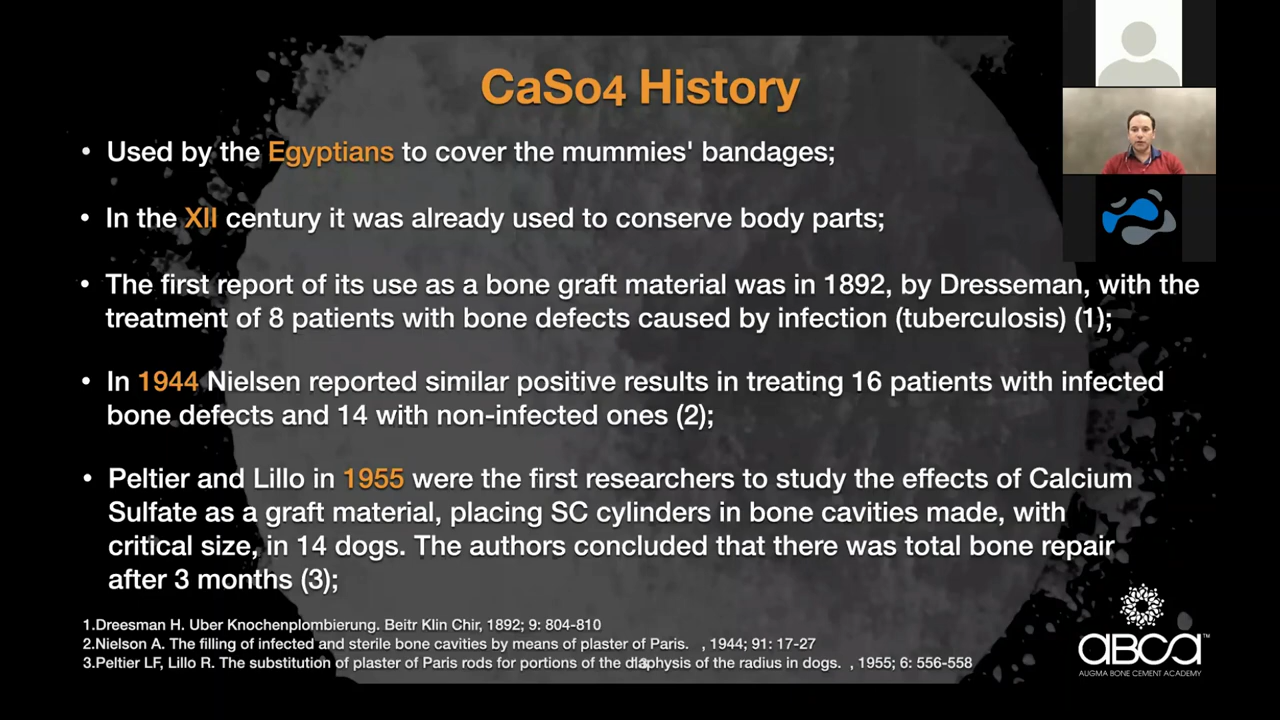 CaSo4 History
• Used by the Egyptians to cover the mummies' bandages;
• In the XII century it was already used to conserve body parts;
• The first report of its use as a bone graft material was in 1892, by Dresseman, with the
treatment of 8 patients with bone defects caused by infection (tuberculosis) (1);
• In 1944 Nielsen reported similar positive results in treating 16 patients with infected
bone defects and 14 with non-infected ones (2);
• Peltier and Lillo in 1955 were the first researchers to study the effects of Calcium
Sulfate as a graft material, placing SC cylinders in bone cavities made, with
critical size, in 14 dogs. The authors concluded that there was total bone repair
after 3 months (3);
1.Dreesman H. Uber Knochenplombierung. Beitr Klin Chir, 1892; 9: 804-810
2.Nielson A. The filling of infected and sterile bone cavities by means of plaster of Paris. , 1944; 91: 17-27
3.Peltier LF, Lillo R. The substitution of plaster of Paris rods for portions of the diaphysis of the radius in dogs. , 1955; 6: 556-558
ABCA™
AUGMA BONE CEMENT ACADEMY